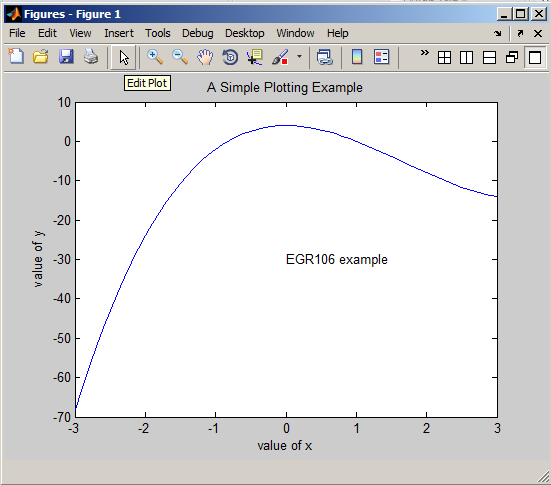 Figures - Figure 1
File Edit View Insert Tools Debug Desktop Window Help
Edit Plot
A Simple Plotting Example
10
0
-10
-20
-30
-40
-50
-60
-70
value of y
EGR106 example
-3 -2 -1 0 1 2 3
value of x